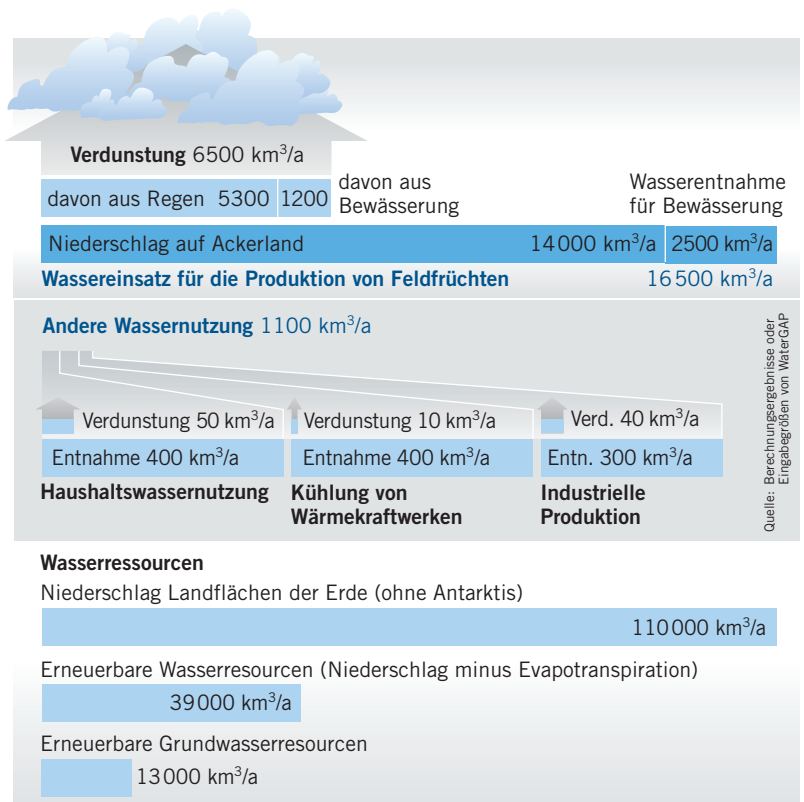 Verdunstung 6500 km³/a
davon aus Regen 5300 1200 davon aus
Bewässerung
Wasserentnahme
für Bewässerung
Niederschlag auf Ackerland 14000 km³/a 2500 km³/a
Wassereinsatz für die Produktion von Feldfrüchten 16500 km³/a
Andere Wassernutzung 1100 km³/a
Verdunstung 50 km³/a
Entnahme 400 km³/a
Haushaltswassernutzung
Verdunstung 10 km³/a
Entnahme 400 km³/a
Kühlung von
Wärmekraftwerken
Verd. 40 km³/a
Entn. 300 km³/a
Industrielle
Produktion
Quelle: Berechnungsergebnisse oder
Eingabegrößen von WaterGAP
Wasserressourcen
Niederschlag Landflächen der Erde (ohne Antarktis)
110000 km³/a
Erneuerbare Wasserresourcen (Niederschlag minus Evapotranspiration)
39000 km³/a
Erneuerbare Grundwasserresourcen
13000 km³/a